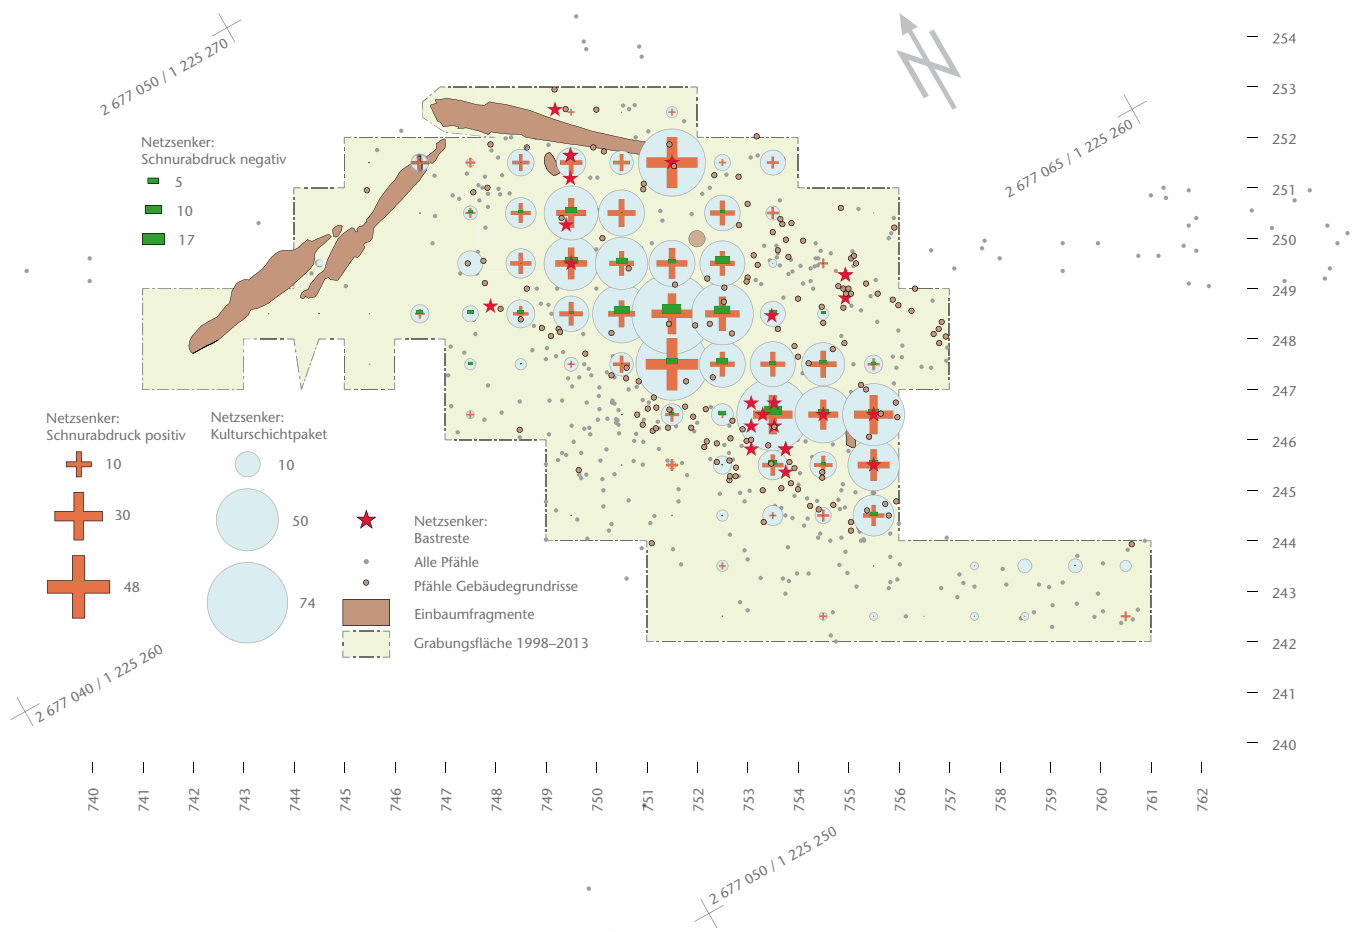 2 677 050 / 1 225 270
2 677 065 / 1 225 260
Netzsenker:
Schnurabdruck negativ
5
10
17
Netzsenker:
Schnurabdruck positiv
10
30
48
Netzsenker:
Kulturschichtpaket
10
50
74
Netzsenker:
Bastreste
Alle Pfähle
Pfähle Gebäudegrundrisse
Einbaumfragmente
Grabungsfläche 1998–2013
2 677 040 / 1 225 260
2 677 050 / 1 225 250
254
253
252
251
250
249
248
247
246
245
244
243
242
241
240
740
741
742
743
744
745
746
747
748
749
750
751
752
753
754
755
756
757
758
759
760
761
762